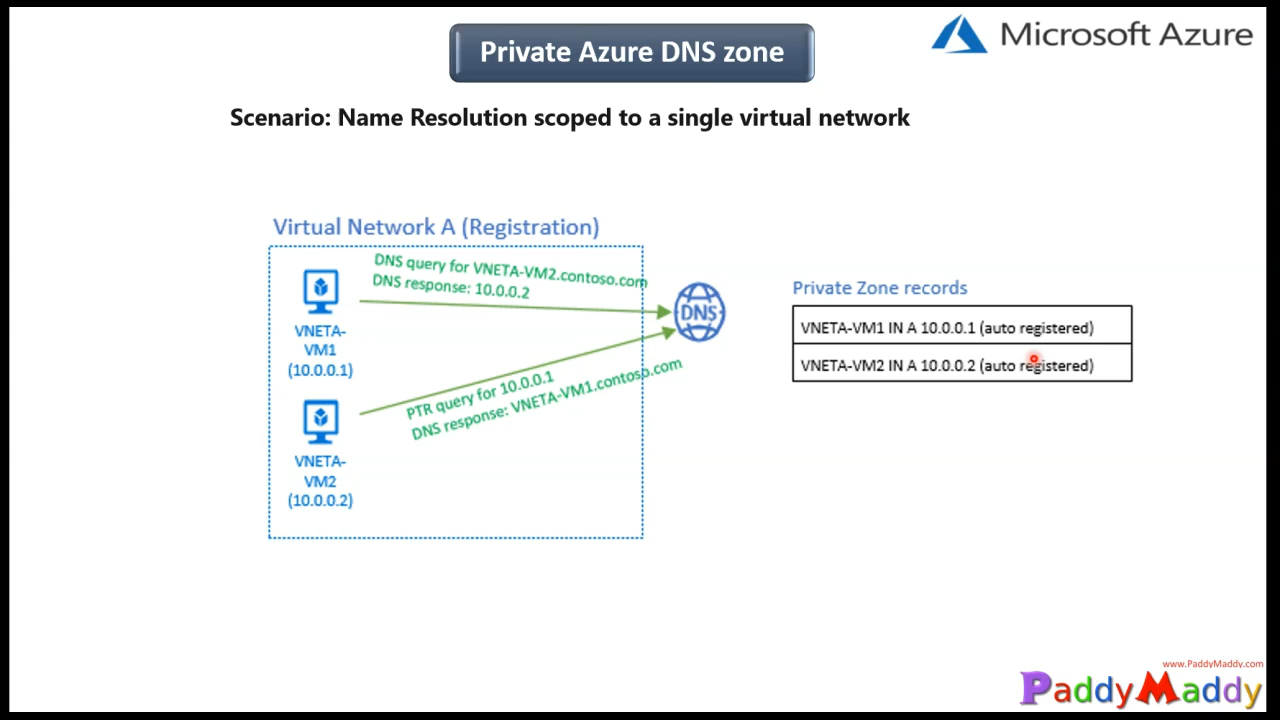 Private Azure DNS zone
Microsoft Azure
Scenario: Name Resolution scoped to a single virtual network
Virtual Network A (Registration)
DNS query for VNETA-VM2.contoso.com
DNS response: 10.0.0.2
VNETA-
VM1
(10.0.0.1)
DNS
PTR query for 10.0.0.1
DNS response: VNETA-VM1.contoso.com
VNETA-
VM2
(10.0.0.2)
Private Zone records
VNETA-VM1 IN A 10.0.0.1 (auto registered)
VNETA-VM2 IN A 10.0.0.2 (auto registered)
www.PaddyMaddy.com
PaddyMaddy